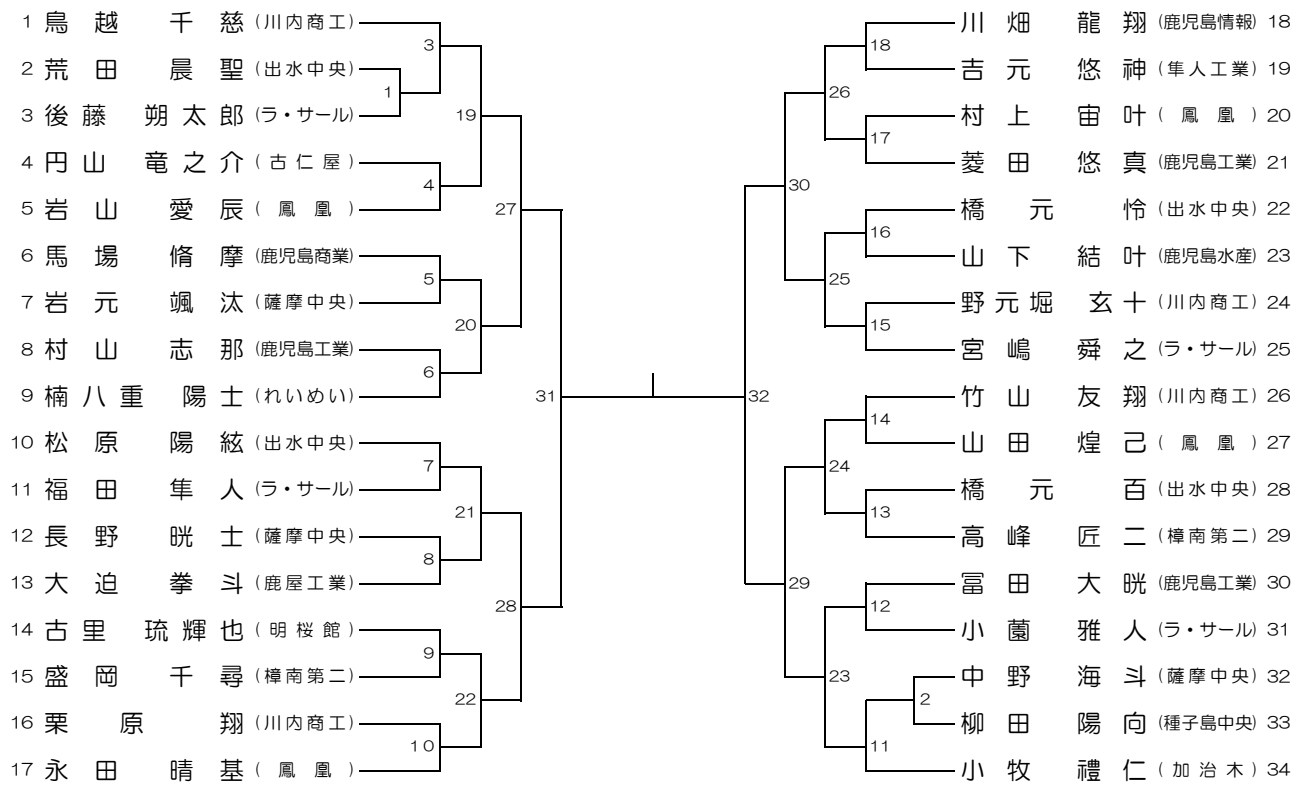 1 鳥越 千慈 (川内商工)
2 荒田 晨聖 (出水中央)
3 後藤 朔太郎 (ラ・サール)
4 円山 竜之介 (古仁屋)
5 岩山 愛辰 (鳳凰)
6 馬場 脩摩 (鹿児島商業)
7 岩元 颯汰 (薩摩中央)
8 村山 志那 (鹿児島工業)
9 楠八重 陽士 (れいめい)
10 松原 陽絃 (出水中央)
11 福田 隼人 (ラ・サール)
12 長野 晄士 (薩摩中央)
13 大迫 拳斗 (鹿屋工業)
14 古里 琉輝也 (明桜館)
15 盛岡 千尋 (樟南第二)
16 栗原 翔 (川内商工)
17 永田 晴基 (鳳凰)
3
1
19
4
27
5
20
6
31
7
21
8
28
9
22
10
18
26
17
30
16
25
15
32
14
24
13
29
12
23
2
11
川畑 龍翔 (鹿児島情報) 18
吉元 悠神 (隼人工業) 19
村上 宙叶 (鳳凰) 20
菱田 悠真 (鹿児島工業) 21
橋元 怜 (出水中央) 22
山下 結叶 (鹿児島水産) 23
野元堀 玄十 (川内商工) 24
宮嶋 舜之 (ラ・サール) 25
竹山 友翔 (川内商工) 26
山田 煌己 (鳳凰) 27
橋元 百 (出水中央) 28
高峰 匠二 (樟南第二) 29
冨田 大晄 (鹿児島工業) 30
小薗 雅人 (ラ・サール) 31
中野 海斗 (薩摩中央) 32
柳田 陽向 (種子島中央) 33
小牧 禮仁 (加治木) 34